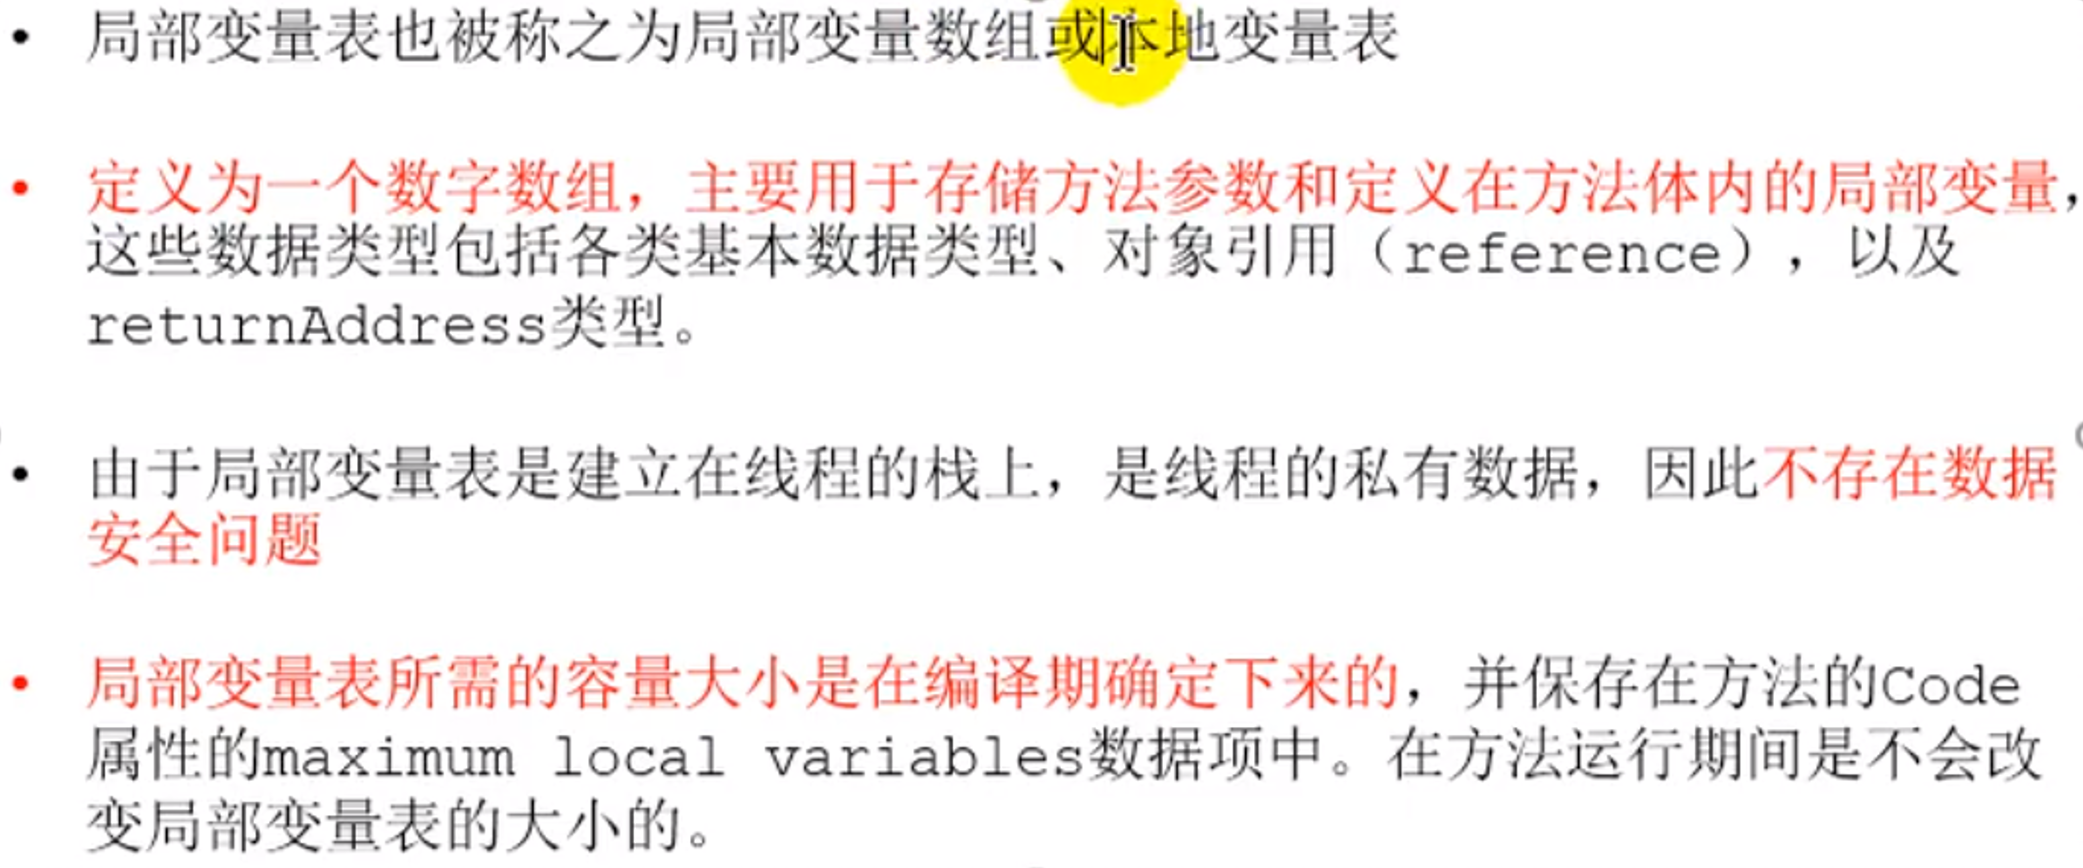 • 局部变量表也被称之为局部变量数组或本地变量表
• 定义为一个数字数组，主要用于存储方法参数和定义在方法体内的局部变量，
这些数据类型包括各类基本数据类型、对象引用（reference），以及
returnAddress类型。
• 由于局部变量表是建立在线程的栈上，是线程的私有数据，因此不存在数据
安全问题
• 局部变量表所需的容量大小是在编译期确定下来的，并保存在方法的Code
属性的maximum local variables数据项中。在方法运行期间是不会改
变局部变量表的大小的。